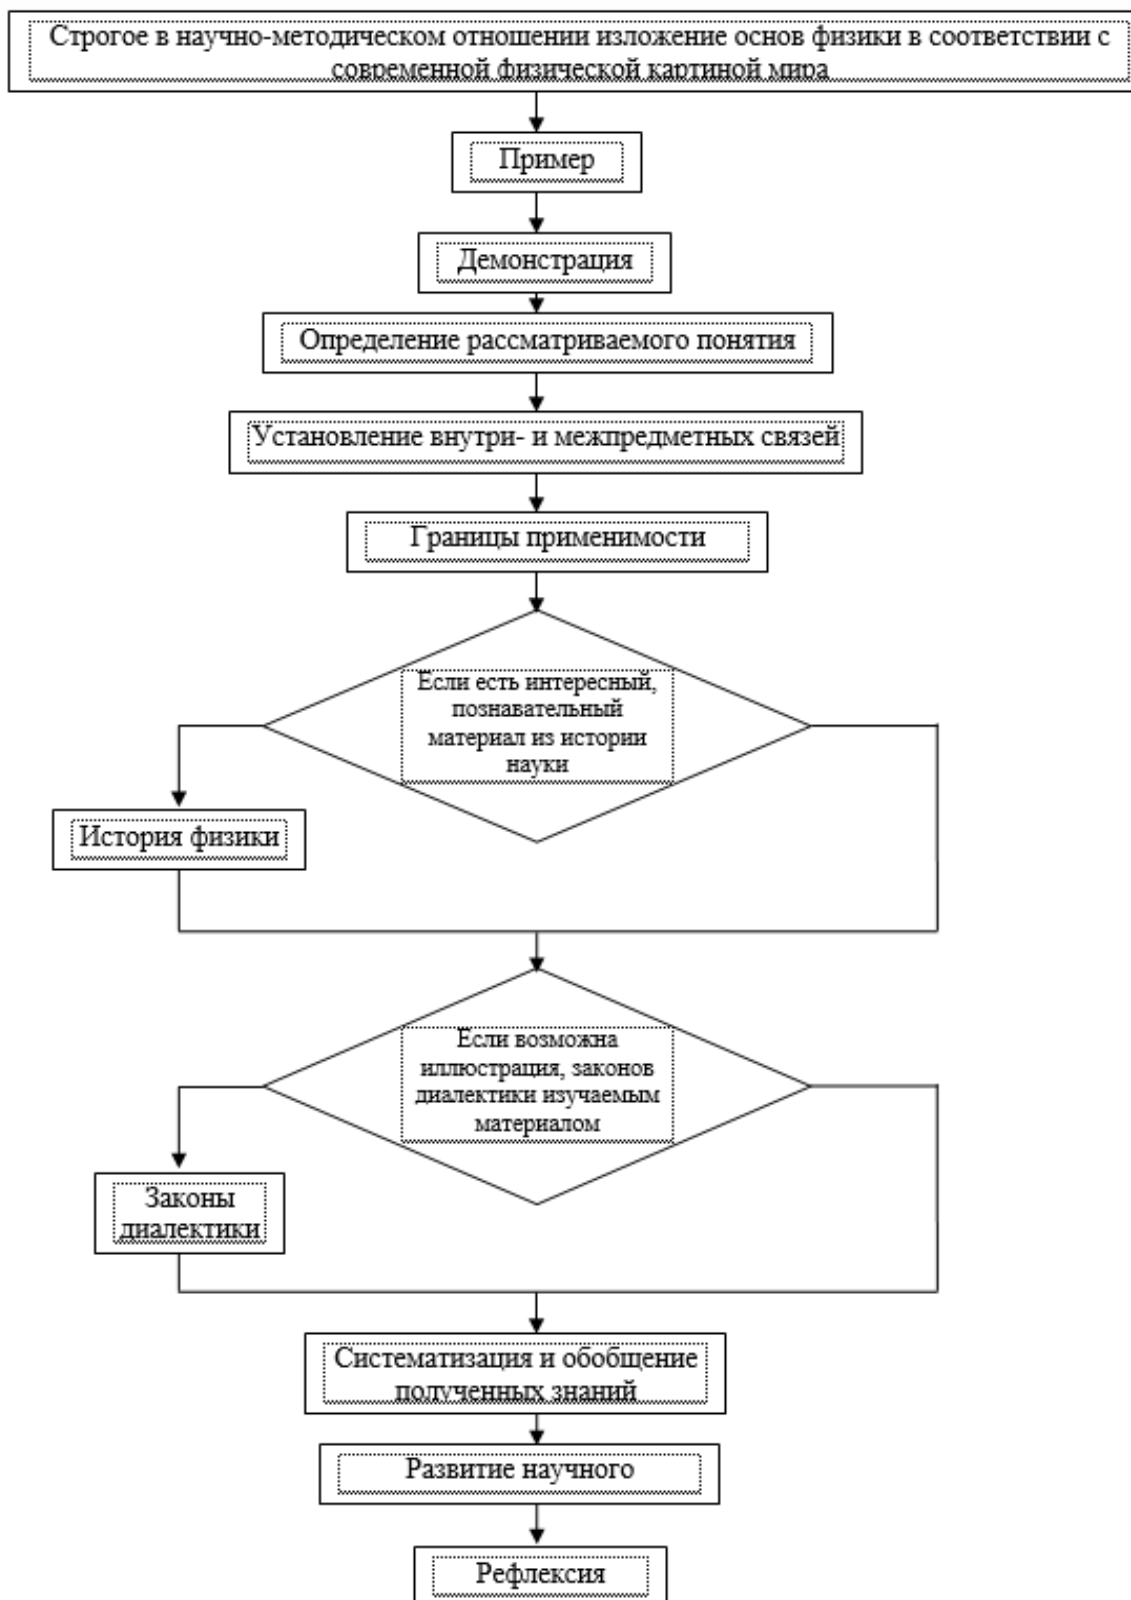 Строгое в научно-методическом отношении изложение основ физики в соответствии с
современной физической картиной мира
Пример
Демонстрация
Определение рассматриваемого понятия
Установление внутри- и межпредметных связей
Границы применимости
Если есть интересный,
познавательный
материал из истории
науки
История физики
Если возможна
иллюстрация, законов
диалектики изучаемым
материалом
Законы
диалектики
Систематизация и обобщение
полученных знаний
Развитие научного
Рефлексия